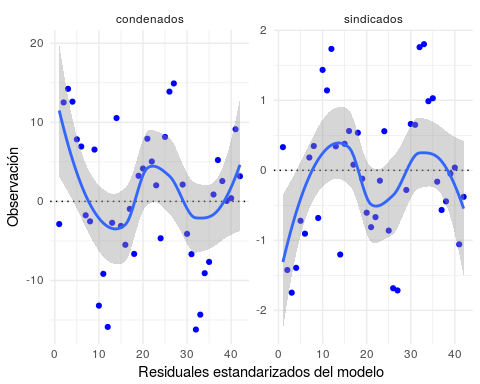 condenados
sindicados
20
10
0
-10
2
1
0
-1
-2
0 10 20 30 40
0 10 20 30 40
Observación
Residuales estandarizados del modelo